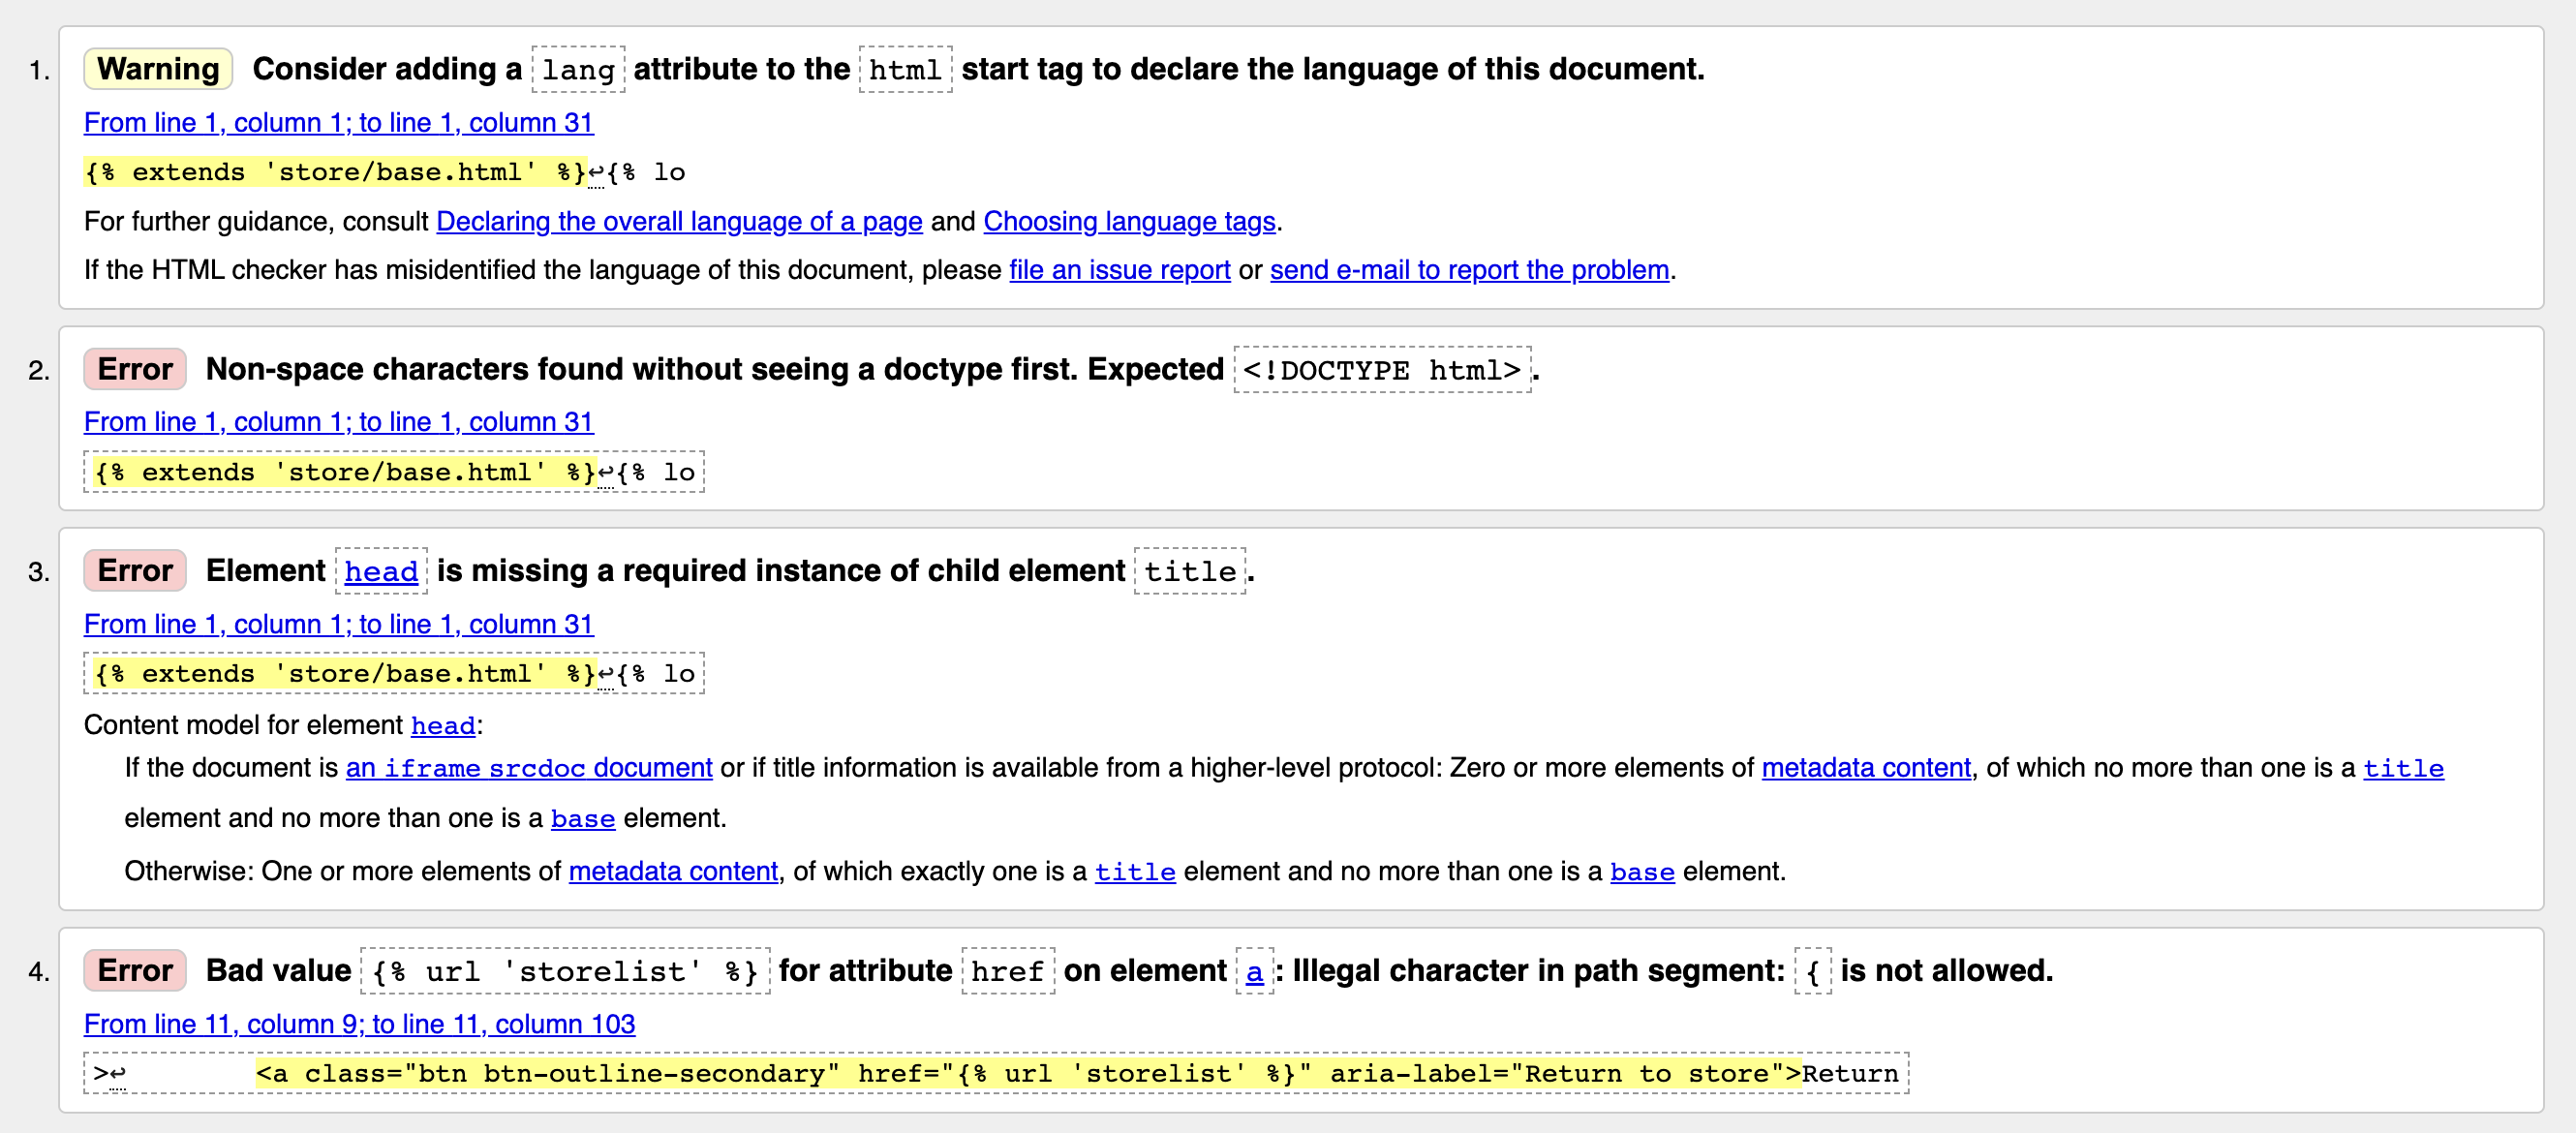 1. Warning Consider adding a lang attribute to the html start tag to declare the language of this document.
From line 1, column 1; to line 1, column 31
{% extends 'store/base.html' %}↩{% lo
For further guidance, consult Declaring the overall language of a page and Choosing language tags.
If the HTML checker has misidentified the language of this document, please file an issue report or send e-mail to report the problem.
2. Error Non-space characters found without seeing a doctype first. Expected <!DOCTYPE html>.
From line 1, column 1; to line 1, column 31
{% extends 'store/base.html' %}↩{% lo
3. Error Element head is missing a required instance of child element title.
From line 1, column 1; to line 1, column 31
{% extends 'store/base.html' %}↩{% lo
Content model for element head:
If the document is an iframe srcdoc document or if title information is available from a higher-level protocol: Zero or more elements of metadata content, of which no more than one is a title
element and no more than one is a base element.
Otherwise: One or more elements of metadata content, of which exactly one is a title element and no more than one is a base element.
4. Error Bad value {% url 'storelist' %} for attribute href on element a: Illegal character in path segment: { is not allowed.
From line 11, column 9; to line 11, column 103
>↩ <a class="btn btn-outline-secondary" href="{% url 'storelist' %}" aria-label="Return to store">Return